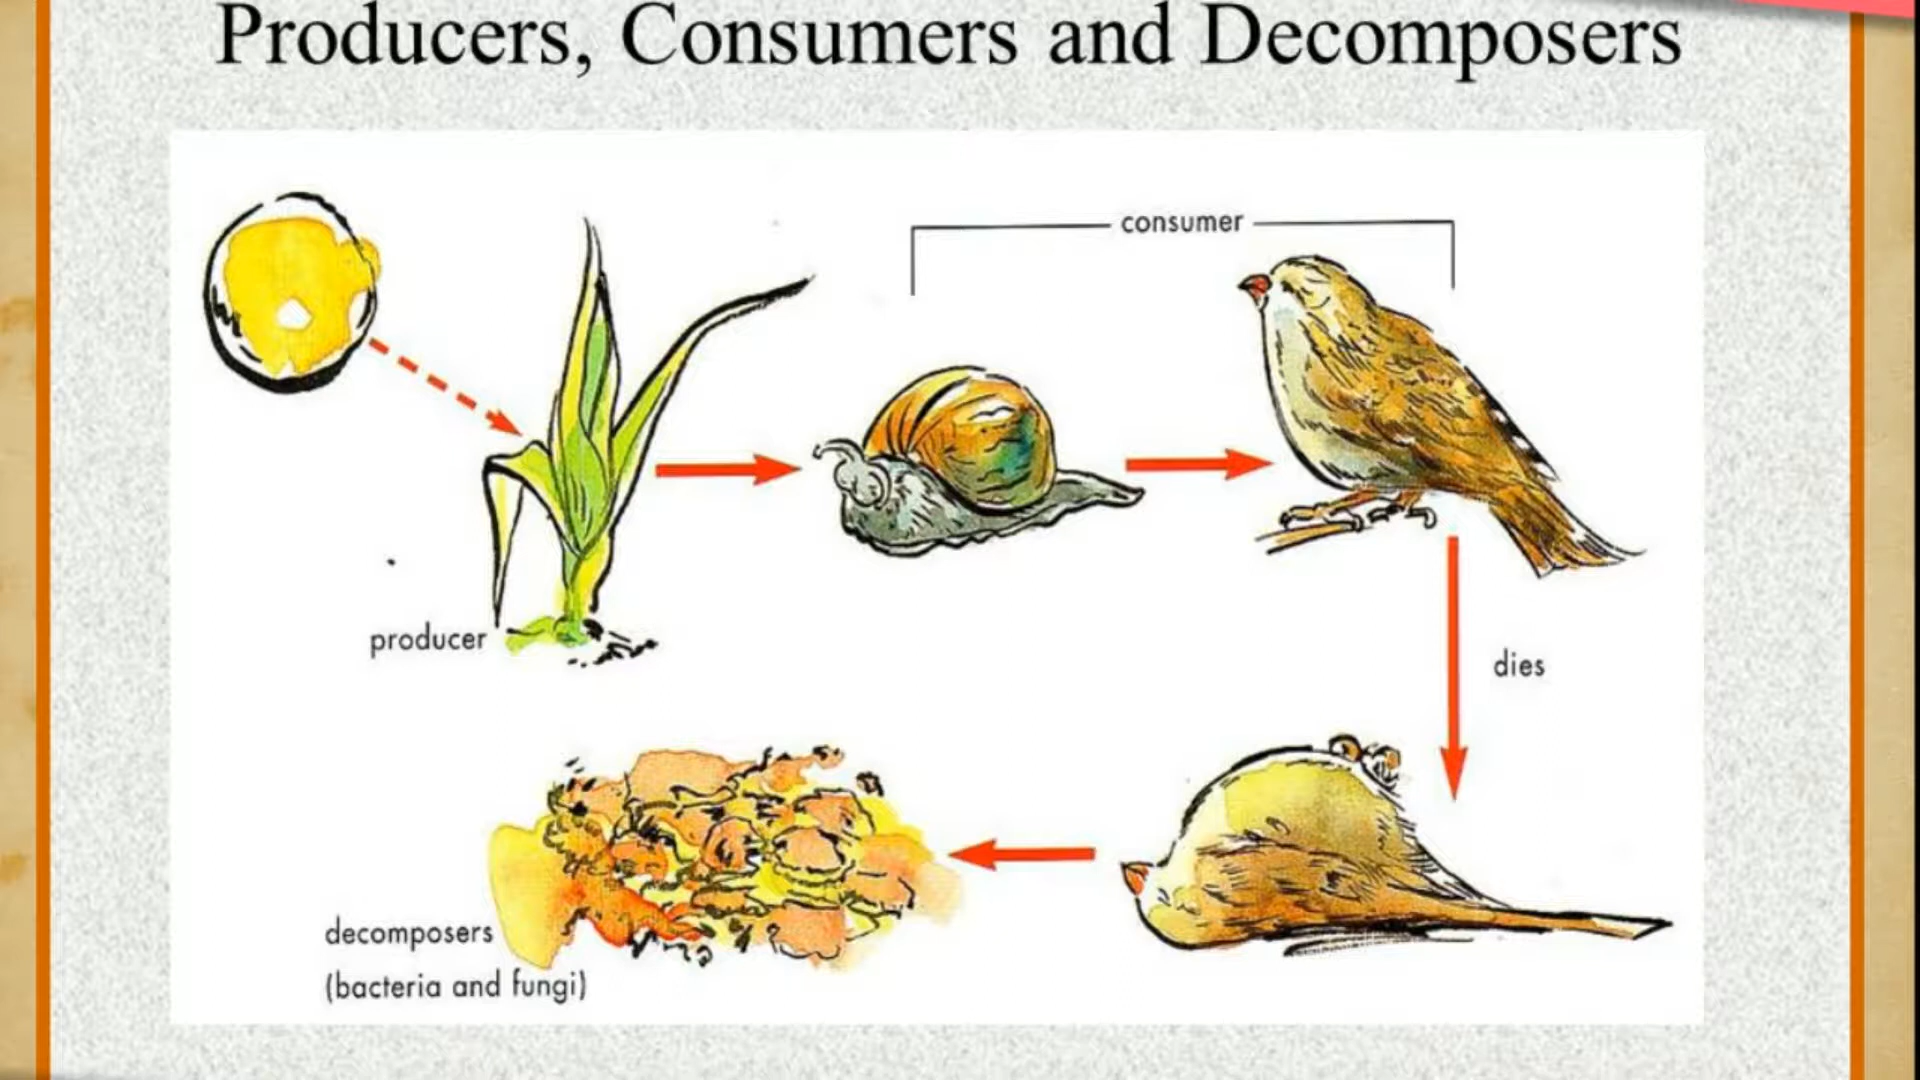 Producers, Consumers and Decomposers
consumer
producer
dies
decomposers
(bacteria and fungi)